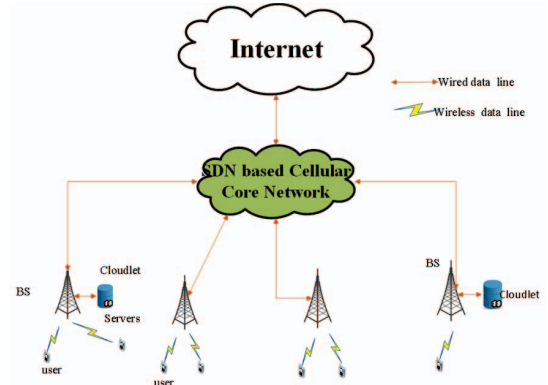 Internet
Wired data line
Wireless data line
SDN based Cellular
Core Network
BS
Cloudlet
Servers
BS
Cloudlet
user
user